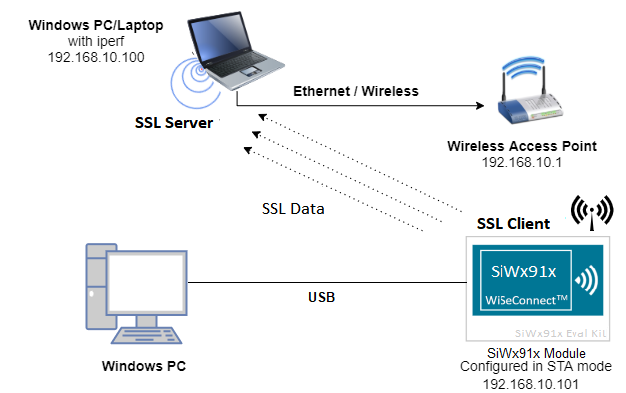 Windows PC/Laptop
with iperf
192.168.10.100
SSL Server
Ethernet / Wireless
Wireless Access Point
192.168.10.1
SSL Data
SSL Client
SiWx91x
WiSeConnect™
SiWx91x Eval Kit
USB
Windows PC
SiWx91x Module
Configured in STA mode
192.168.10.101